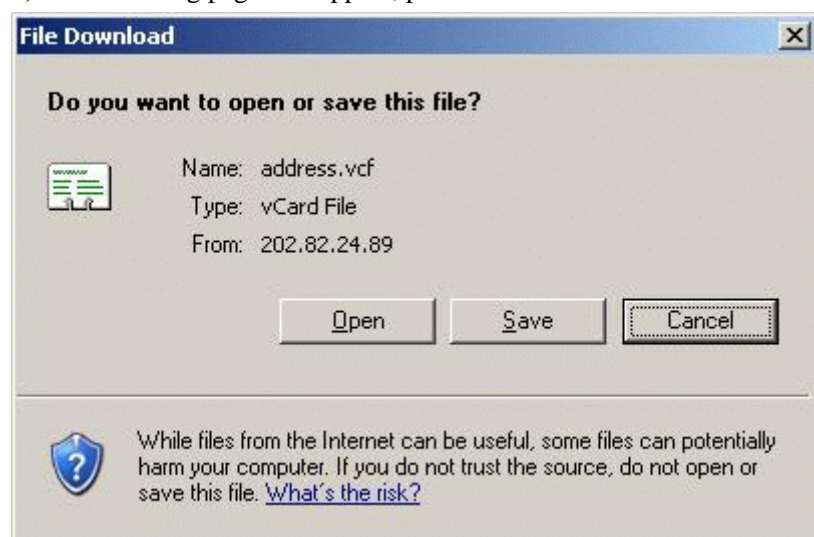 File Download
Do you want to open or save this file?
Name: address.vcf
Type: vCard File
From: 202.82.24.89
Open Save Cancel
While files from the Internet can be useful, some files can potentially
harm your computer. If you do not trust the source, do not open or
save this file. What's the risk?